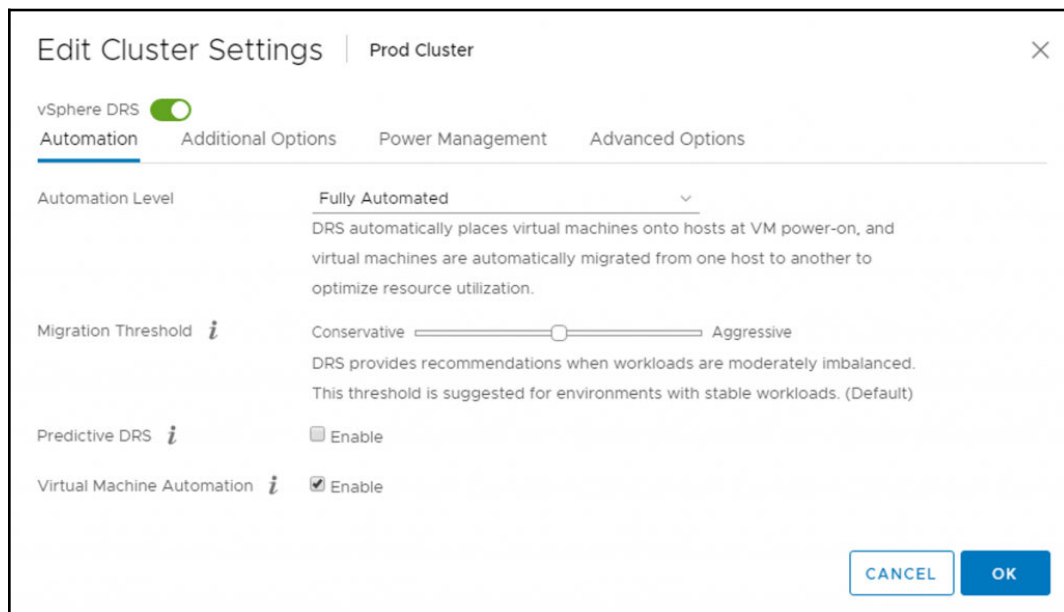 Edit Cluster Settings | Prod Cluster
vSphere DRS
Automation Additional Options Power Management Advanced Options
Automation Level Fully Automated
DRS automatically places virtual machines onto hosts at VM power-on, and
virtual machines are automatically migrated from one host to another to
optimize resource utilization.
Migration Threshold i Conservative Aggressive
DRS provides recommendations when workloads are moderately imbalanced.
This threshold is suggested for environments with stable workloads. (Default)
Predictive DRS i Enable
Virtual Machine Automation i Enable
CANCEL OK